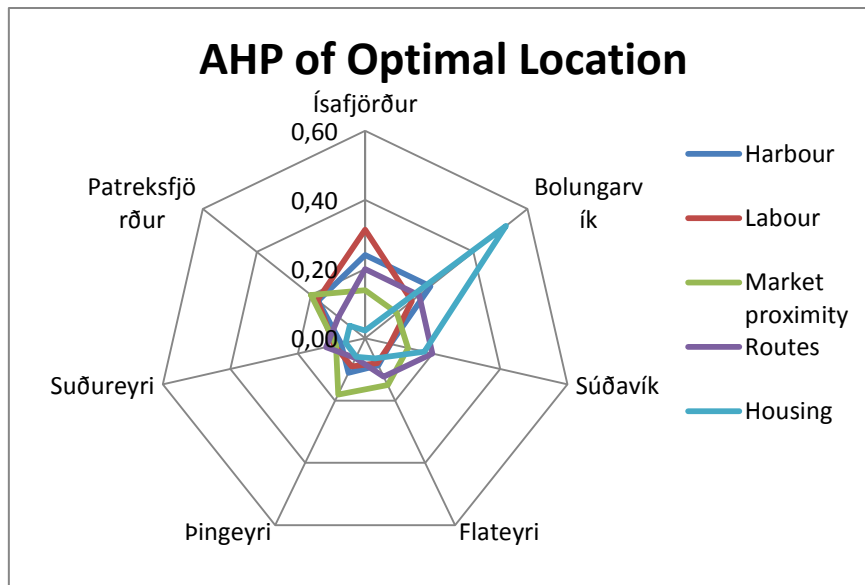 AHP of Optimal Location
Ísafjörður
0,60
0,40
0,20
0,00
Bolungarv
ík
Súðavík
Flateyri
Þingeyri
Suðureyri
Patreksfjö
rður
Harbour
Labour
Market
proximity
Routes
Housing